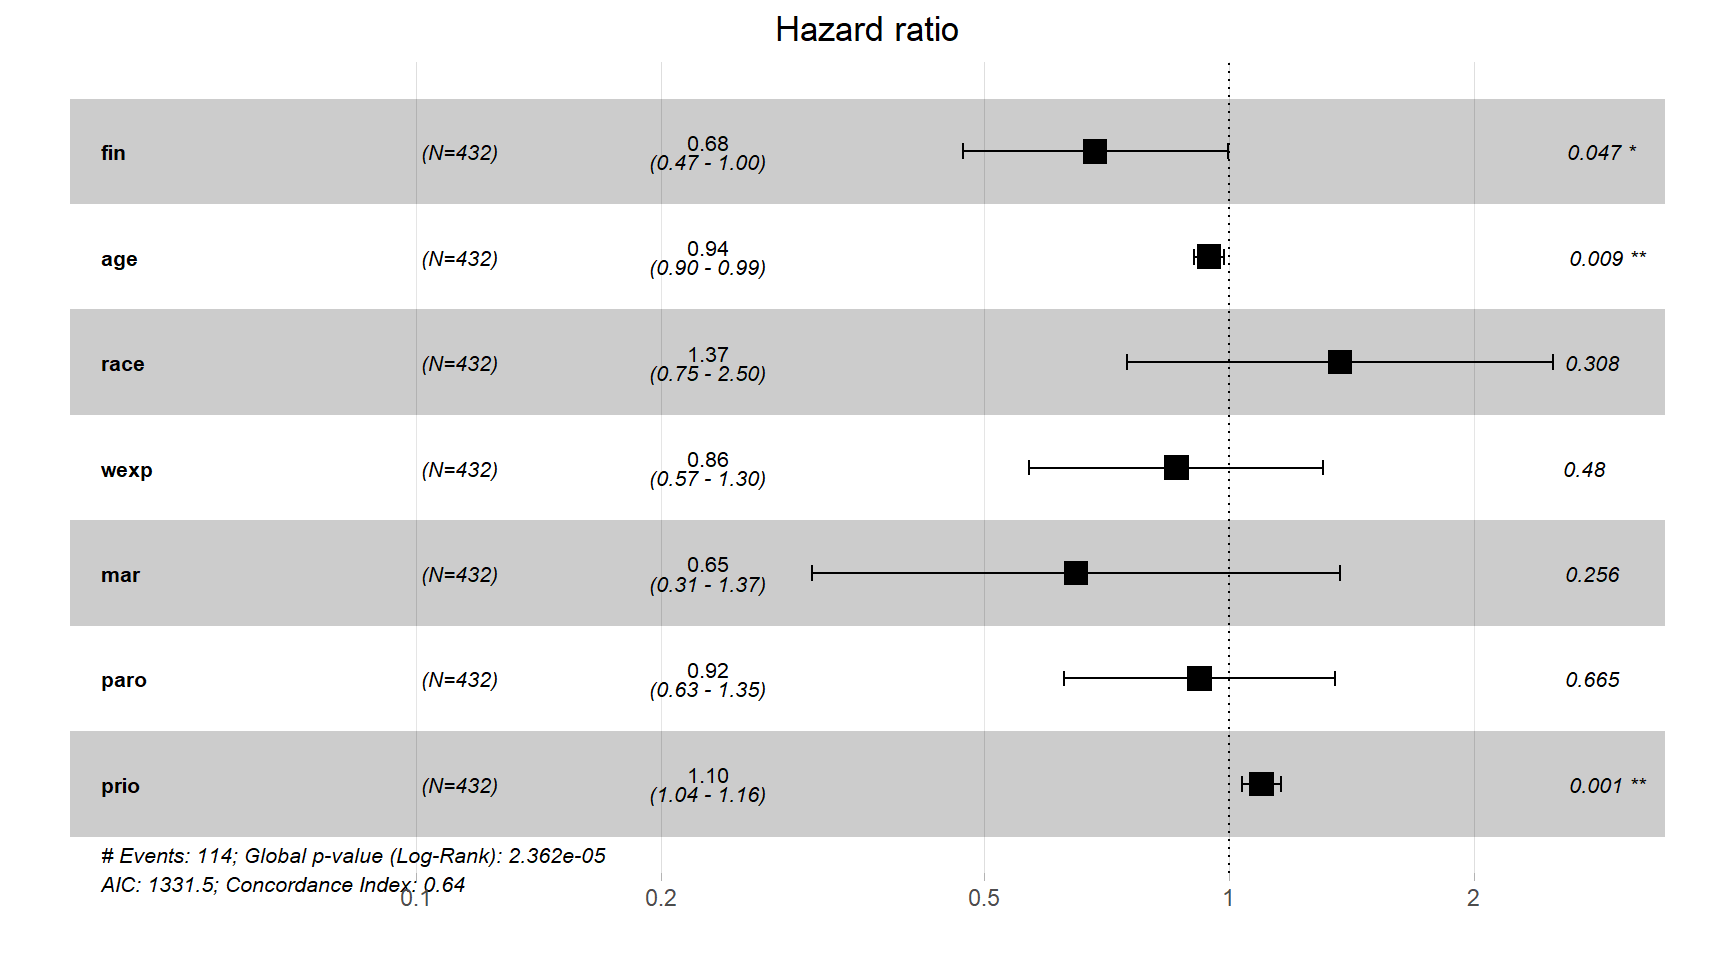 Hazard ratio
fin (N=432) 0.68 0.047 *
(0.47 - 1.00)
age (N=432) 0.94 0.009 **
(0.90 - 0.99)
race (N=432) 1.37 0.308
(0.75 - 2.50)
wexp (N=432) 0.86 0.48
(0.57 - 1.30)
mar (N=432) 0.65 0.256
(0.31 - 1.37)
paro (N=432) 0.92 0.665
(0.63 - 1.35)
prio (N=432) 1.10 0.001 **
(1.04 - 1.16)
# Events: 114; Global p-value (Log-Rank): 2.362e-05
AIC: 1331.5; Concordance Index: 0.64
0.1 0.2 0.5 1 2